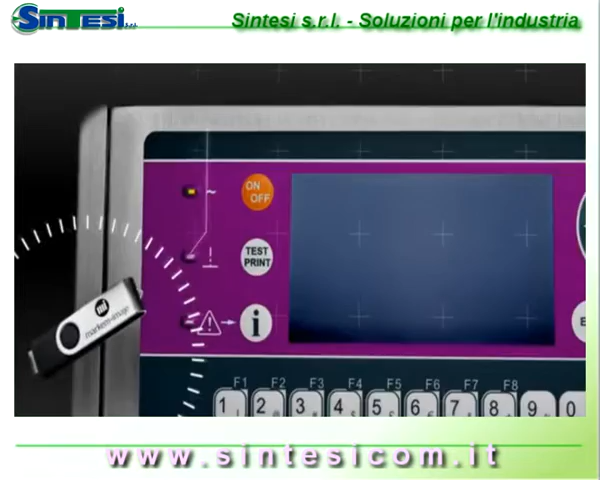 SINTESI s.r.l.
Sintesi s.r.l. - Soluzioni per l'industria
ON OFF
TEST PRINT
i
markem-imaje
F1 F2 F3 F4 F5 F6 F7 F8
1 2 3 4 5 6 7 8 9 0
www.sintesicom.it